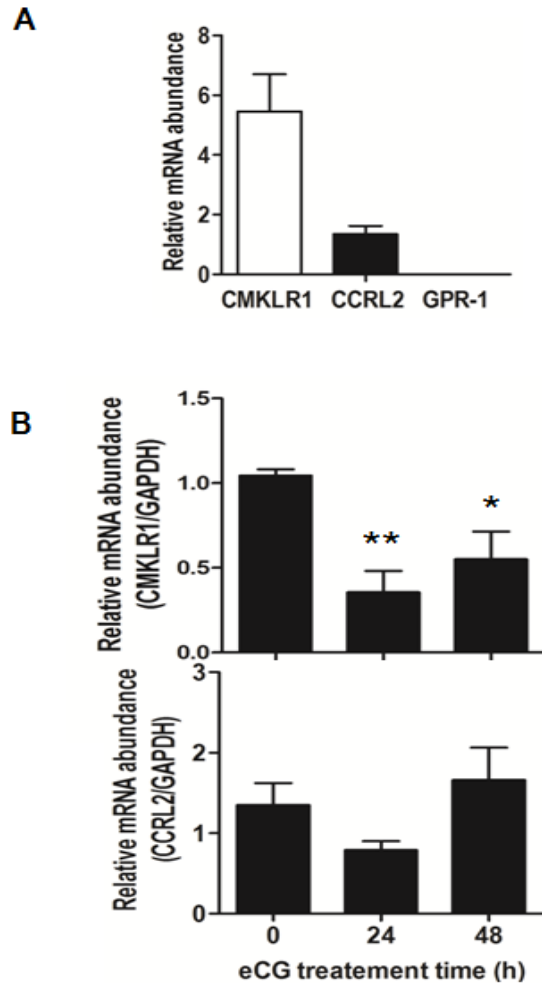 A
Relative mRNA abundance
8
6
4
2
0
CMKLR1 CCRL2 GPR-1
B
Relative mRNA abundance
(CMKLR1/GAPDH)
1.5
1.0
0.5
0.0
**
*
Relative mRNA abundance
(CCRL2/GAPDH)
3
2
1
0
0 24 48
eCG treatement time (h)